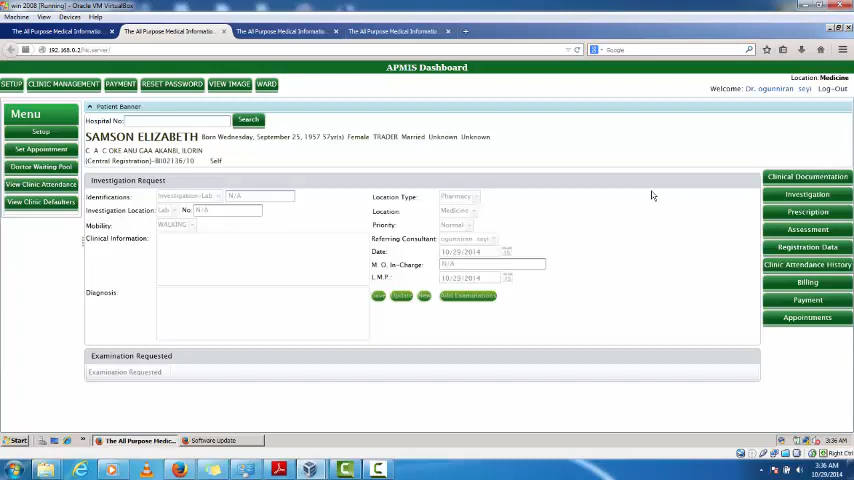 win 2008 [Running] - Oracle VM VirtualBox
Machine View Devices Help
The All Purpose Medical Informatio...
The All Purpose Medical Informatio...
The All Purpose Medical Informatio...
The All Purpose Medical Informatio...
Google
APMIS Dashboard
SETUP CLINIC MANAGEMENT PAYMENT RESET PASSWORD VIEW IMAGE WARD
Location:Medicine
Welcome: Dr. ogunniran seyi Log-Out
Menu
Setup
Set Appointment
Doctor Waiting Pool
View Clinic Attendance
View Clinic Defaulters
Patient Banner
Hospital No:
Search
SAMSON ELIZABETH Born Wednesday, September 25, 1957 57yr(s) Female TRADER Married Unknown Unknown
C. A C OKE ANU GAA AKANBI, ILORIN
(Central Registration)-BI02136/10 Self
Investigation Request
Identifications: Investigation-Lab N/A
Investigation Location: Lab No: N/A
Mobility: WALKING
Clinical Information:
Diagnosis:
Location Type: Pharmacy
Location: Medicine
Priority: Normal
Referring Consultant: ogunniran seyi
Date: 10/29/2014
M. O. In-Charge: N/A
L.M.P.: 10/29/2014
Save Update New Add Examinations
Examination Requested
Examination Requested
Clinical Documentation
Investigation
Prescription
Assessment
Registration Data
Clinic Attendance History
Billing
Payment
Appointments
Start
The All Purpose Medic...
Software Update
3:36 AM
Right Ctrl
3:36 AM
10/29/2014